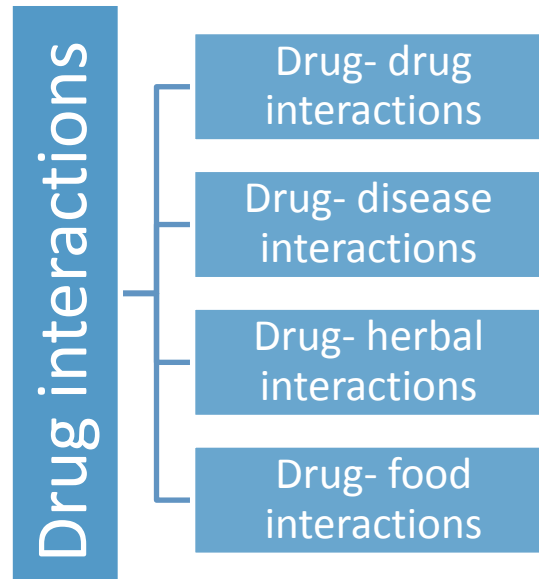 Drug interactions
Drug- drug
interactions
Drug- disease
interactions
Drug- herbal
interactions
Drug- food
interactions